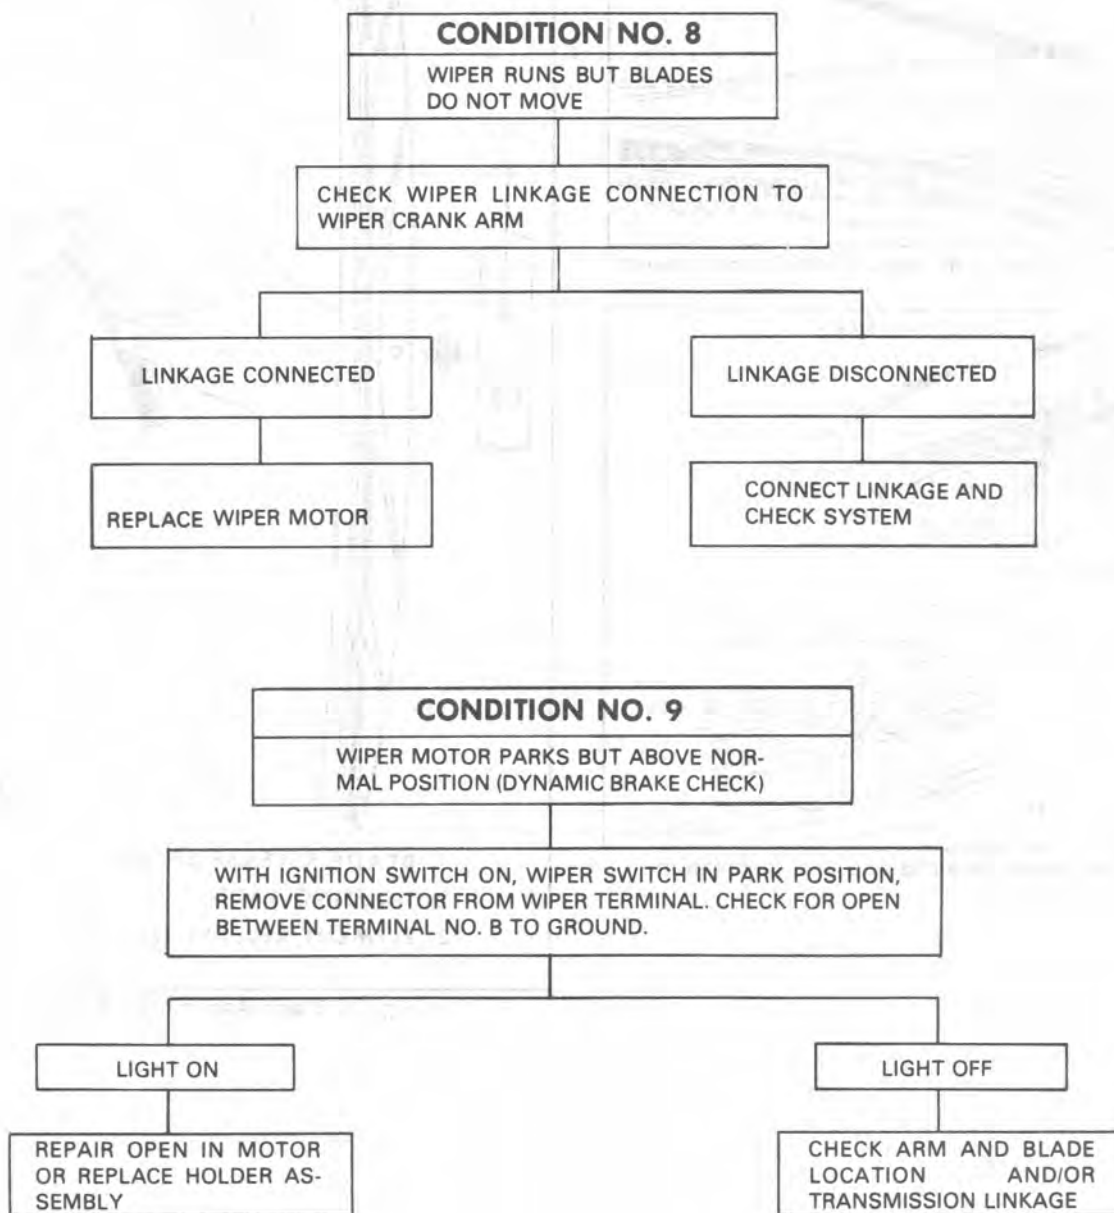 CONDITION NO. 8
WIPER RUNS BUT BLADES
DO NOT MOVE
CHECK WIPER LINKAGE CONNECTION TO
WIPER CRANK ARM
LINKAGE CONNECTED
LINKAGE DISCONNECTED
REPLACE WIPER MOTOR
CONNECT LINKAGE AND
CHECK SYSTEM
CONDITION NO. 9
WIPER MOTOR PARKS BUT ABOVE NOR-
MAL POSITION (DYNAMIC BRAKE CHECK)
WITH IGNITION SWITCH ON, WIPER SWITCH IN PARK POSITION,
REMOVE CONNECTOR FROM WIPER TERMINAL. CHECK FOR OPEN
BETWEEN TERMINAL NO. B TO GROUND.
LIGHT ON
LIGHT OFF
REPAIR OPEN IN MOTOR
OR REPLACE HOLDER AS-
SEMBLY
CHECK ARM AND BLADE
LOCATION AND/OR
TRANSMISSION LINKAGE